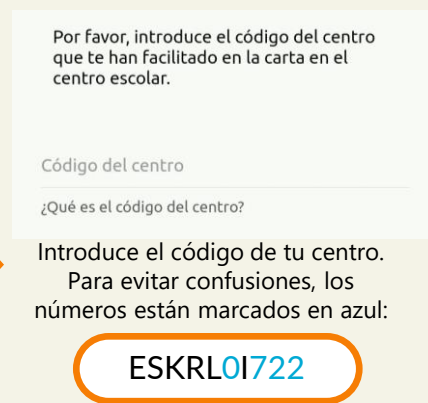 Por favor, introduce el código del centro
que te han facilitado en la carta en el
centro escolar.
Código del centro
¿Qué es el código del centro?
Introduce el código de tu centro.
Para evitar confusiones, los
números están marcados en azul:
ESKRL0I722